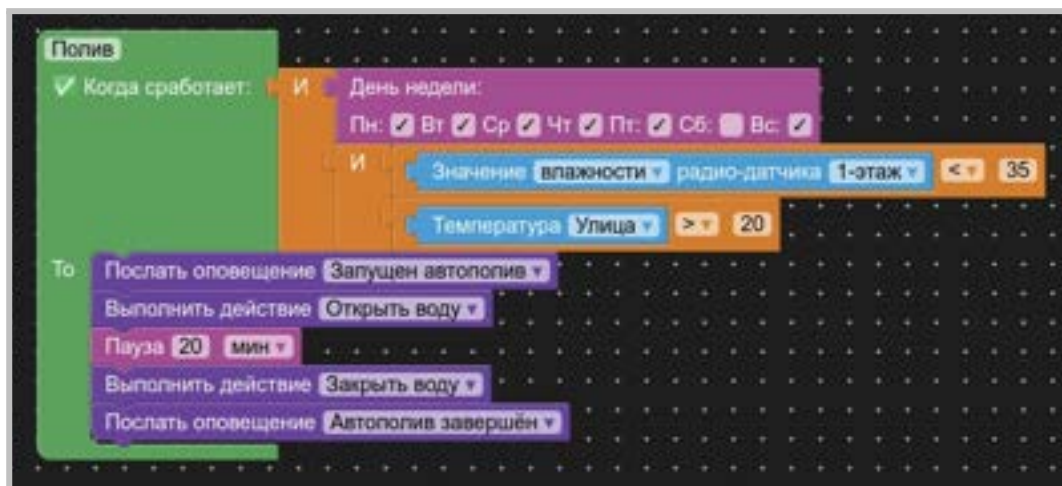 Полив
Когда сработает: И День недели:
Пн: Вт Ср Чт Пт: Сб: Вс:
И Значение влажности радио-датчика 1-этаж < 35
Температура Улица > 20
То Послать оповещение Запущен автополив
Выполнить действие Открыть воду
Пауза 20 мин
Выполнить действие Закрыть воду
Послать оповещение Автополив завершён